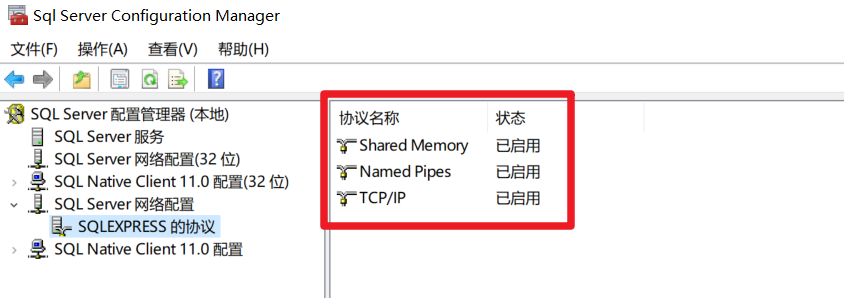 Sql Server Configuration Manager
文件(F) 操作(A) 查看(V) 帮助(H)
SQL Server 配置管理器 (本地)
SQL Server 服务
SQL Server 网络配置(32 位)
SQL Native Client 11.0 配置(32 位)
SQL Server 网络配置
SQLEXPRESS 的协议
SQL Native Client 11.0 配置
协议名称 状态
Shared Memory 已启用
Named Pipes 已启用
TCP/IP 已启用